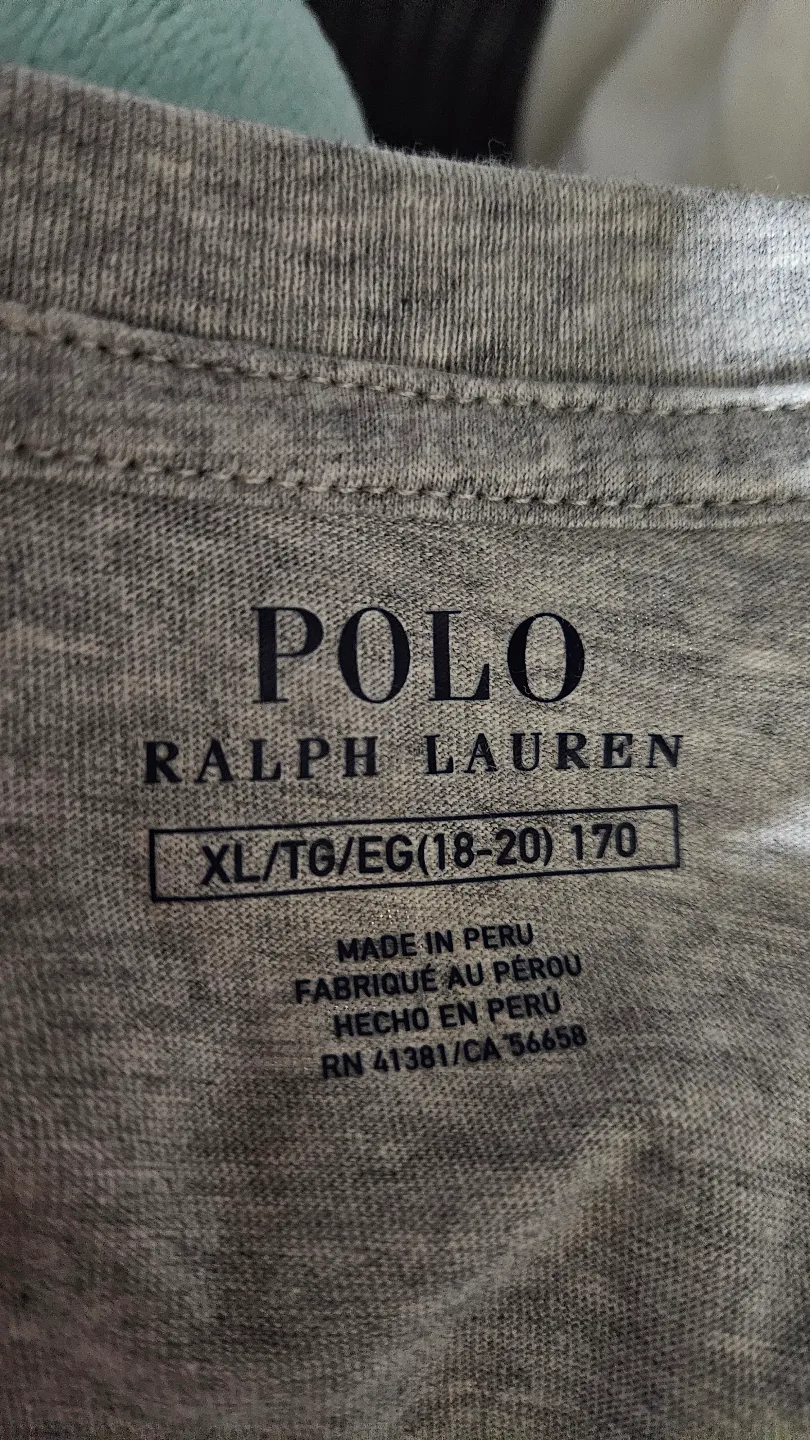 POLO
RALPH LAUREN
XL/TG/EG(18-20) 170
MADE IN PERU
FABRIQUÉ AU PÉROU
HECHO EN PERÚ
RN 41381/CA 56658